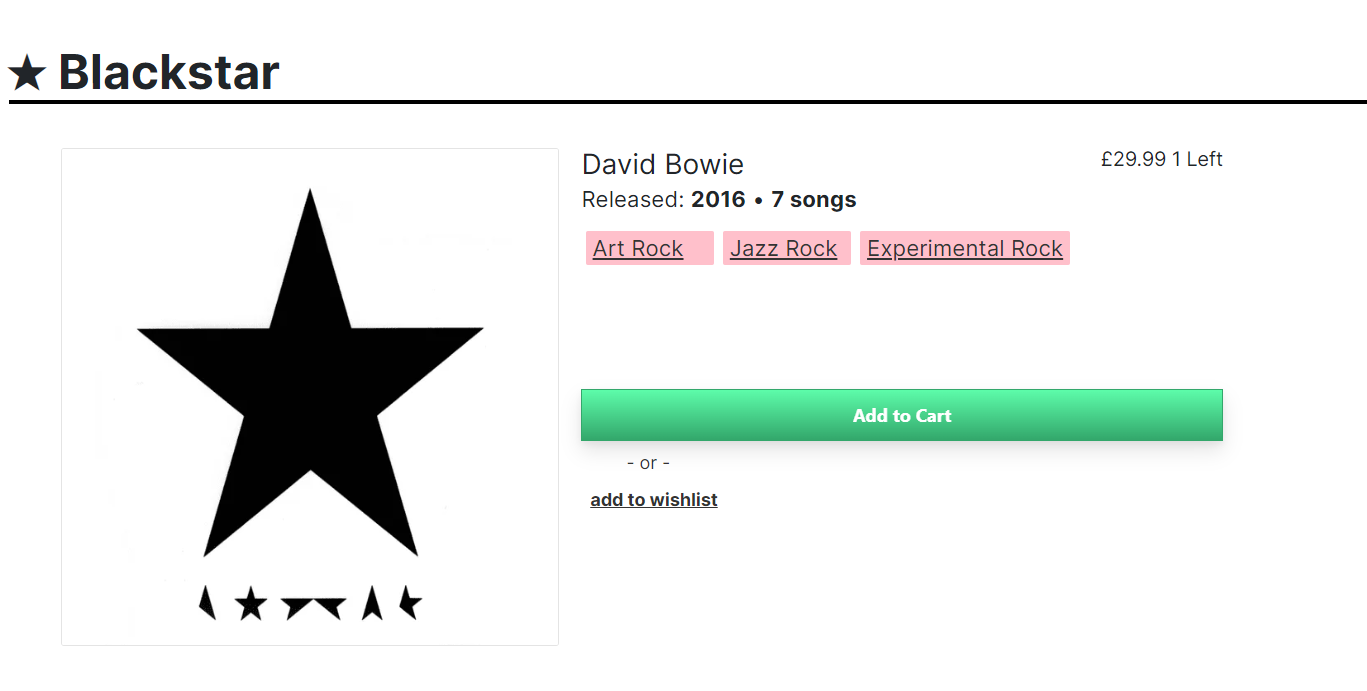 ★ Blackstar
David Bowie
£29.99 1 Left
Released: 2016 • 7 songs
Art Rock Jazz Rock Experimental Rock
Add to Cart
- or -
add to wishlist